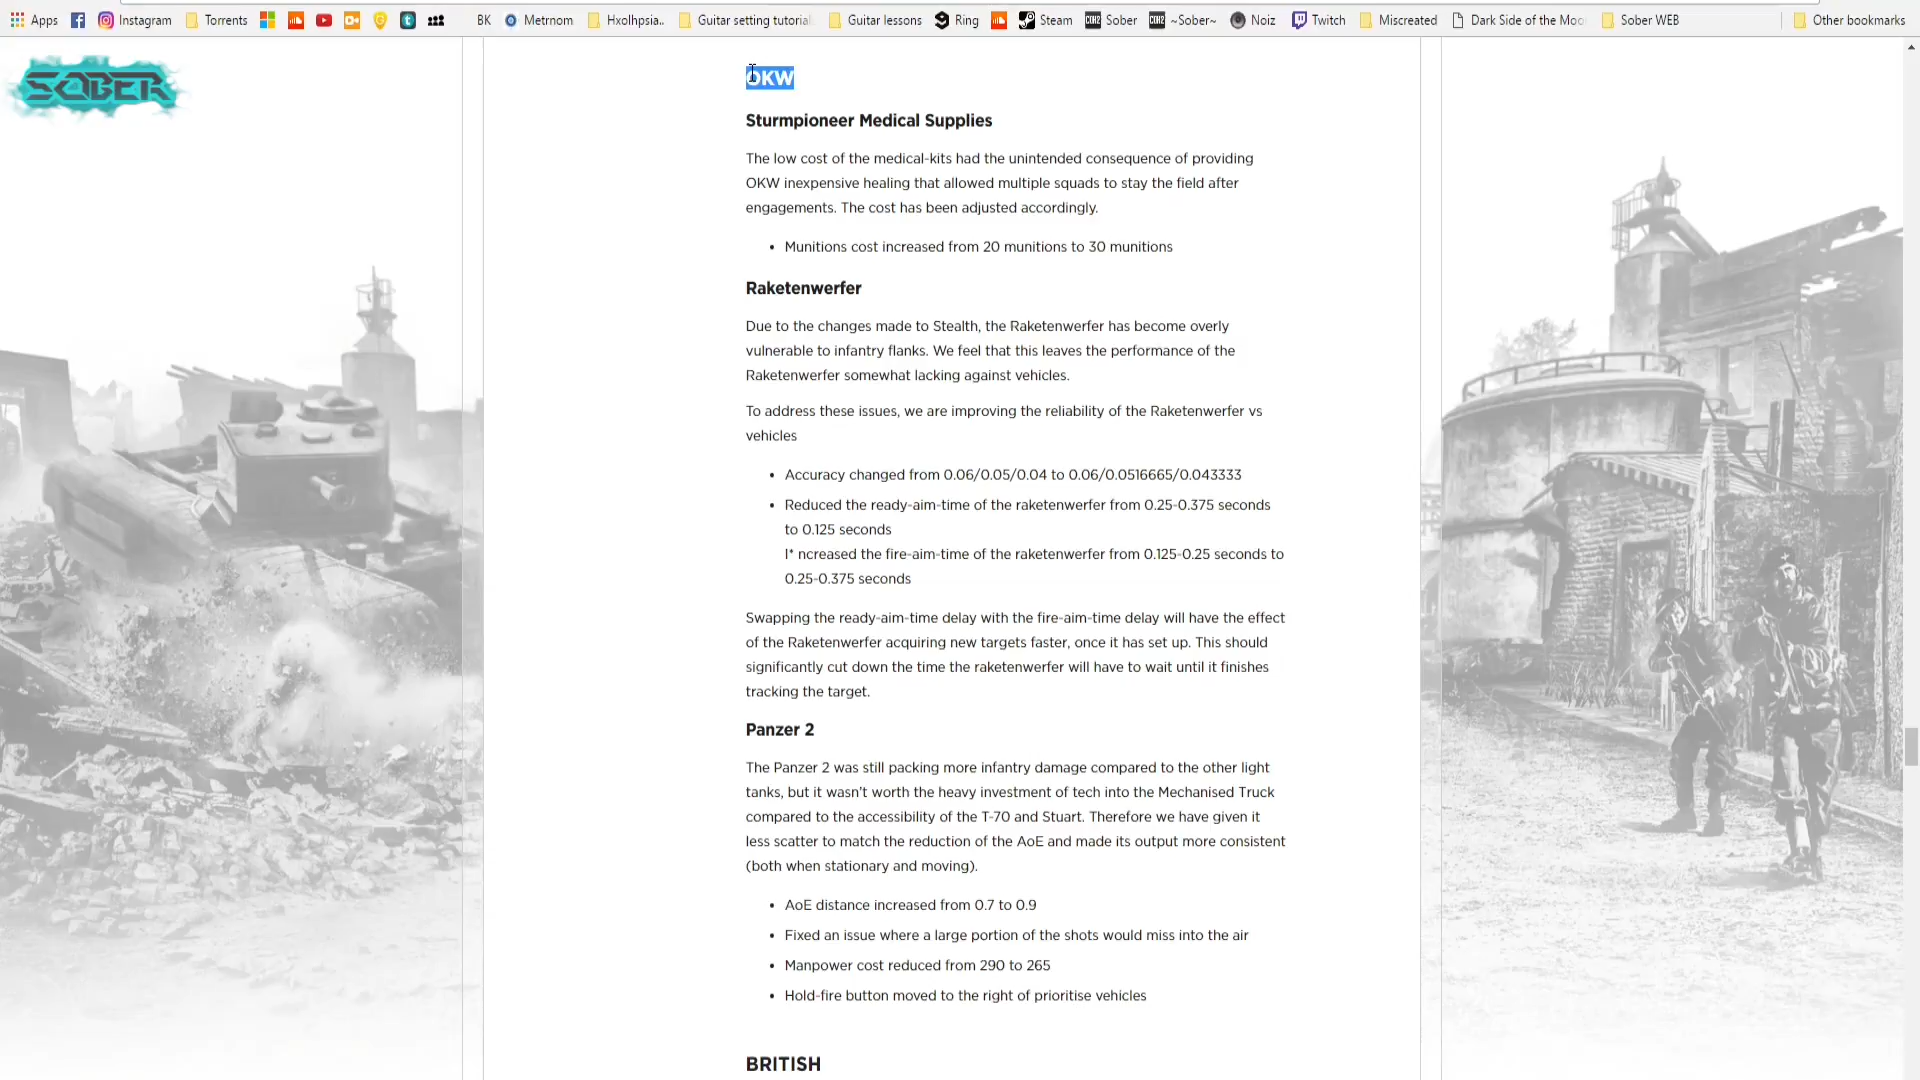 Apps Instagram Torrents BK Metrnom Hxolhpsia.. Guitar setting tutorial Guitar lessons Ring Steam Sober ~Sober~ Noiz Twitch Miscreated Dark Side of the Moo Sober WEB Other bookmarks
SOBER
OKW
Sturmpioneer Medical Supplies
The low cost of the medical-kits had the unintended consequence of providing
OKW inexpensive healing that allowed multiple squads to stay the field after
engagements. The cost has been adjusted accordingly.
• Munitions cost increased from 20 munitions to 30 munitions
Raketenwerfer
Due to the changes made to Stealth, the Raketenwerfer has become overly
vulnerable to infantry flanks. We feel that this leaves the performance of the
Raketenwerfer somewhat lacking against vehicles.
To address these issues, we are improving the reliability of the Raketenwerfer vs
vehicles
• Accuracy changed from 0.06/0.05/0.04 to 0.06/0.0516665/0.043333
• Reduced the ready-aim-time of the raketenwerfer from 0.25-0.375 seconds
to 0.125 seconds
I* ncreased the fire-aim-time of the raketenwerfer from 0.125-0.25 seconds to
0.25-0.375 seconds
Swapping the ready-aim-time delay with the fire-aim-time delay will have the effect
of the Raketenwerfer acquiring new targets faster, once it has set up. This should
significantly cut down the time the raketenwerfer will have to wait until it finishes
tracking the target.
Panzer 2
The Panzer 2 was still packing more infantry damage compared to the other light
tanks, but it wasn't worth the heavy investment of tech into the Mechanised Truck
compared to the accessibility of the T-70 and Stuart. Therefore we have given it
less scatter to match the reduction of the AoE and made its output more consistent
(both when stationary and moving).
• AoE distance increased from 0.7 to 0.9
• Fixed an issue where a large portion of the shots would miss into the air
• Manpower cost reduced from 290 to 265
• Hold-fire button moved to the right of prioritise vehicles
BRITISH